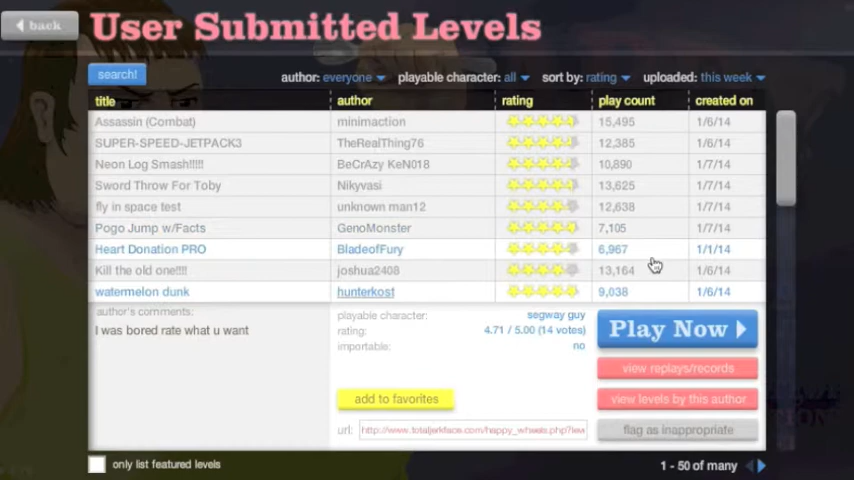 back
User Submitted Levels
search!
author: everyone playable character: all sort by: rating uploaded: this week
title author rating play count created on
Assassin (Combat) minimaction 15,495 1/6/14
SUPER-SPEED-JETPACK3 TheRealThing76 12,385 1/6/14
Neon Log Smash!!!!! BeCrAzy KeN018 10,890 1/7/14
Sword Throw For Toby Nikyvasi 13,625 1/7/14
fly in space test unknown man12 12,638 1/7/14
Pogo Jump w/Facts GenoMonster 7,105 1/7/14
Heart Donation PRO BladeofFury 6,967 1/1/14
Kill the old one!!!! joshua2408 13,164 1/6/14
watermelon dunk hunterkost 9,038 1/6/14
author's comments:
I was bored rate what u want
playable character: segway guy
rating: 4.71 / 5.00 (14 votes)
importable: no
Play Now
view replays/records
add to favorites
view levels by this author
url: http://www.totaljerkface.com/happy_wheels.php?lev
flag as inappropriate
only list featured levels
1 - 50 of many